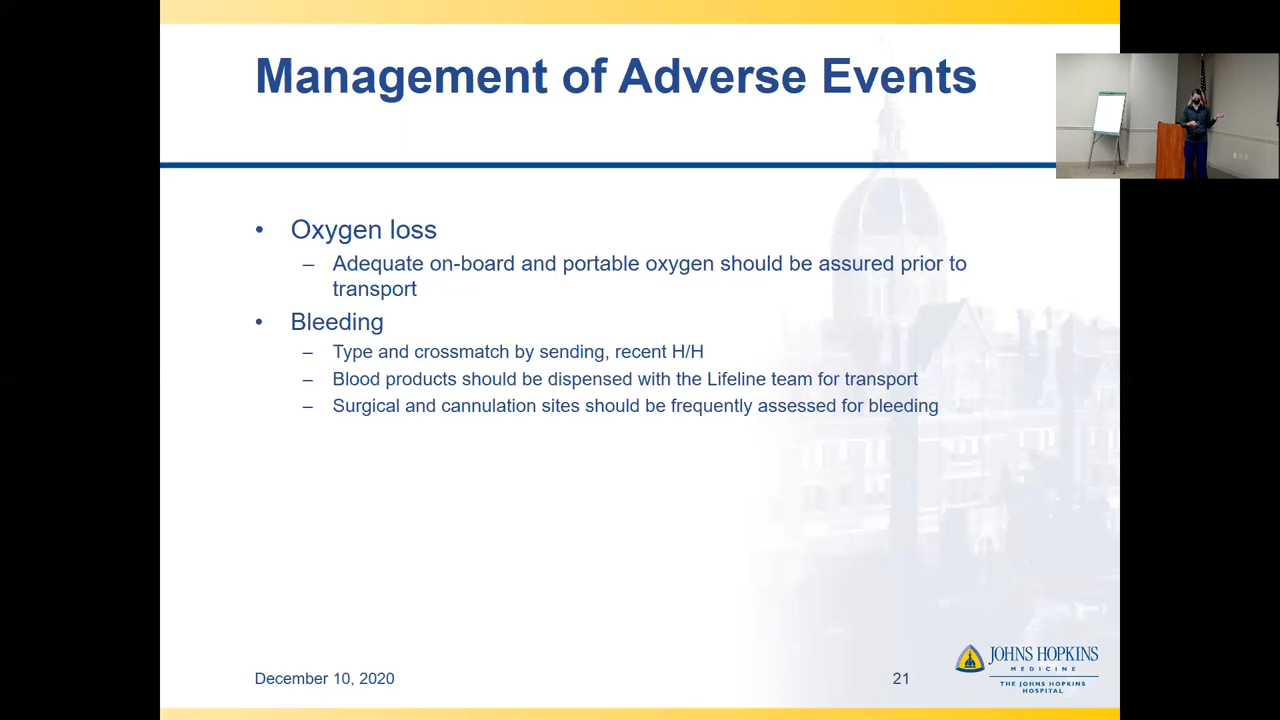 Management of Adverse Events
• Oxygen loss
– Adequate on-board and portable oxygen should be assured prior to
transport
• Bleeding
– Type and crossmatch by sending, recent H/H
– Blood products should be dispensed with the Lifeline team for transport
– Surgical and cannulation sites should be frequently assessed for bleeding
December 10, 2020
21
JOHNS HOPKINS
MEDICINE
THE JOHNS HOPKINS
HOSPITAL